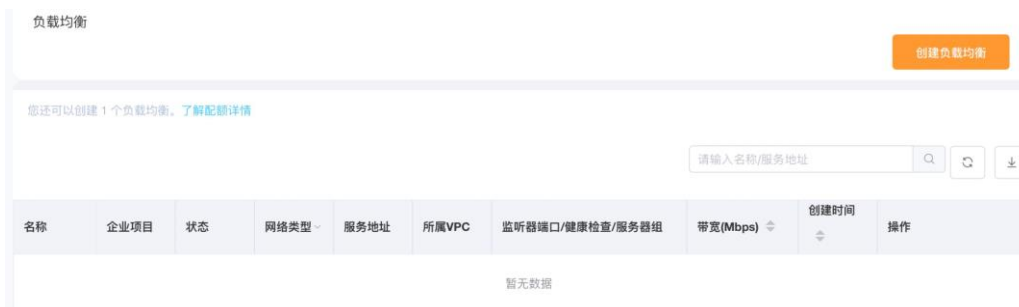 负载均衡
创建负载均衡
您还可以创建 1 个负载均衡。了解配额详情
请输入名称/服务地址
名称 企业项目 状态 网络类型 服务地址 所属VPC 监听器端口/健康检查/服务器组 带宽(Mbps) 创建时间 操作
暂无数据